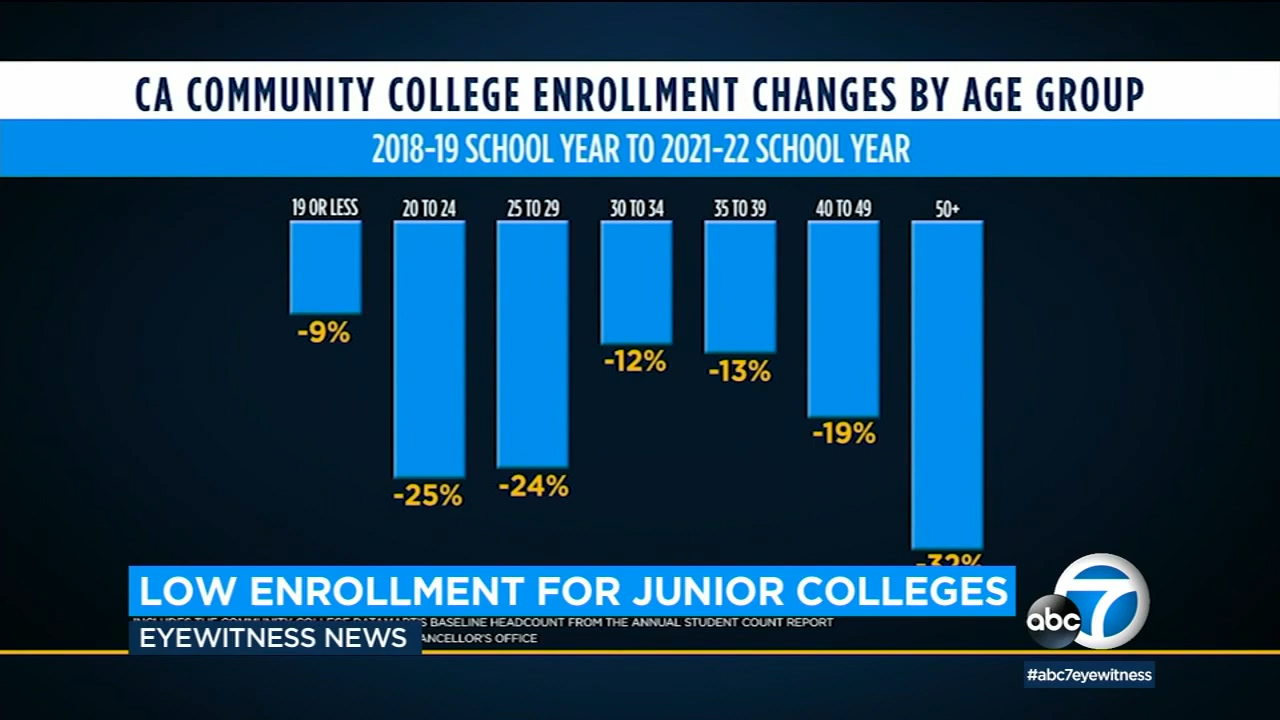 CA COMMUNITY COLLEGE ENROLLMENT CHANGES BY AGE GROUP
2018-19 SCHOOL YEAR TO 2021-22 SCHOOL YEAR
19 OR LESS 20 TO 24 25 TO 29 30 TO 34 35 TO 39 40 TO 49 50+
-9% -25% -24% -12% -13% -19% -32%
LOW ENROLLMENT FOR JUNIOR COLLEGES
BASELINE HEADCOUNT FROM THE ANNUAL STUDENT COUNT REPORT
EYEWITNESS NEWS
OFFICE
abc 7
#abc7eyewitness